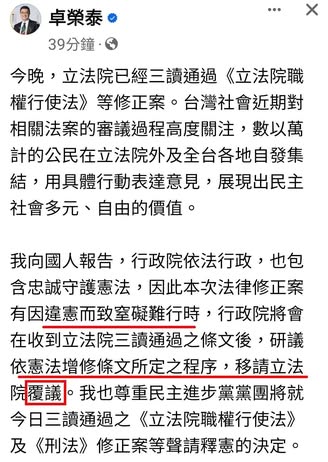 卓榮泰
39分鐘·
今晚，立法院已經三讀通過《立法院職
權行使法》等修正案。台灣社會近期對
相關法案的審議過程高度關注，數以萬
計的公民在立法院外及全台各地自發集
結，用具體行動表達意見，展現出民主
社會多元、自由的價值。
我向國人報告，行政院依法行政，也包
含忠誠守護憲法，因此本次法律修正案
有因違憲而致窒礙難行時，行政院將會
在收到立法院三讀通過之條文後，研議
依憲法增修條文所定之程序，移請立法
院覆議。我也尊重民主進步黨黨團將就
今日三讀通過之《立法院職權行使法》
及《刑法》修正案等聲請釋憲的決定。